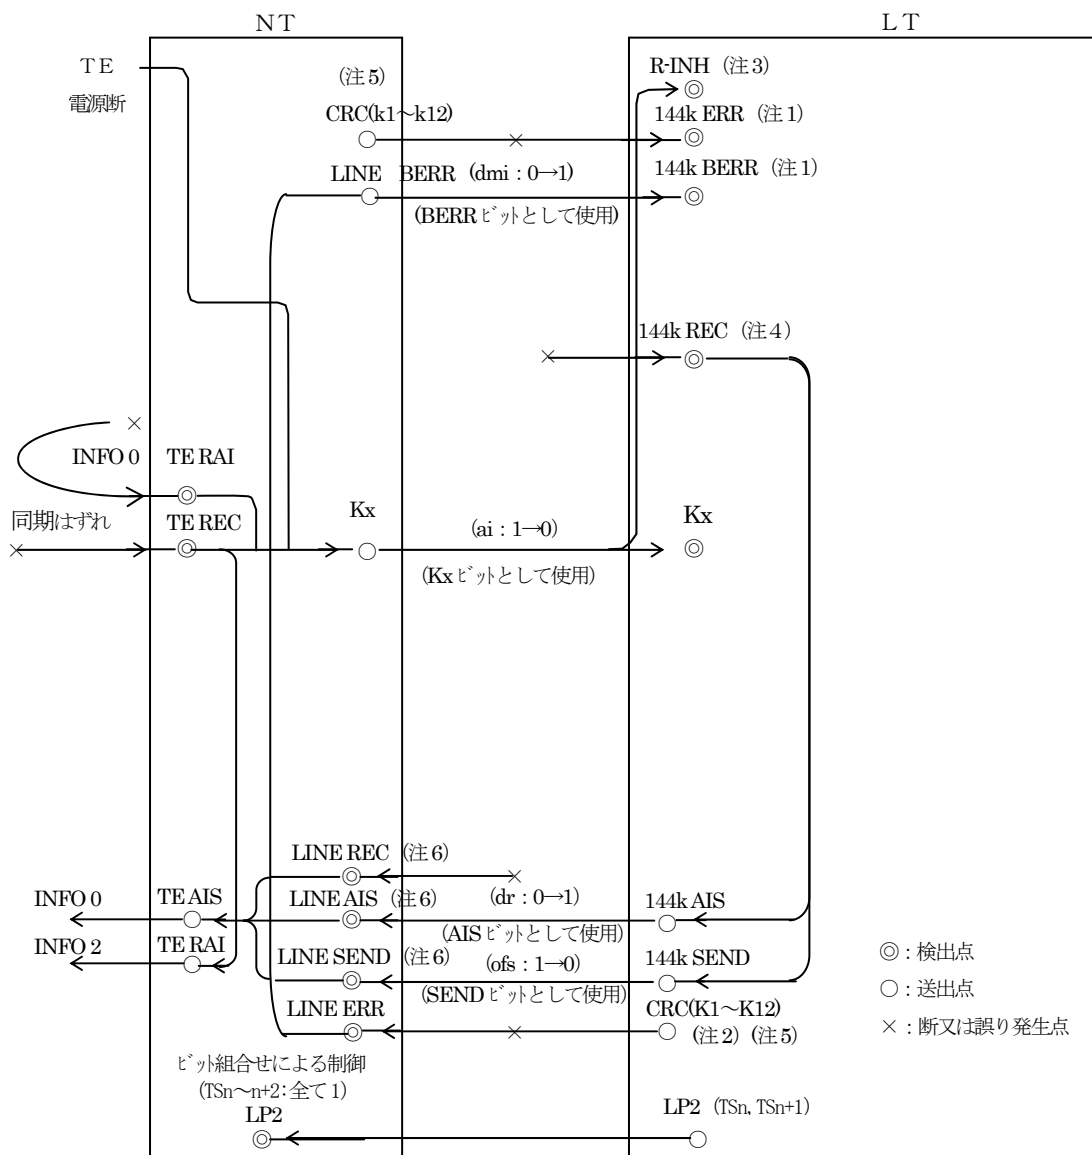 NT
LT
TE
電源断
(注5)
CRC(k1～k12)
R-INH (注3)
144k ERR (注1)
LINE BERR (dmi : 0→1)
144k BERR (注1)
(BERRビットとして使用)
144k REC (注4)
×
INFO 0
TE RAI
同期はずれ
TE REC
Kx
(ai : 1→0)
Kx
(Kxビットとして使用)
LINE REC (注6)
INFO 0
TE AIS
LINE AIS (注6)
(dr : 0→1)
144k AIS
(AISビットとして使用)
INFO 2
TE RAI
LINE SEND (注6)
(ofs : 1→0)
144k SEND
(SENDビットとして使用)
LINE ERR
CRC(K1～K12)
(注2) (注5)
◎ : 検出点
○ : 送出点
× : 断又は誤り発生点
ビット組合せによる制御
(TSn～n+2: 全て1)
LP2
LP2 (TSn, TSn+1)